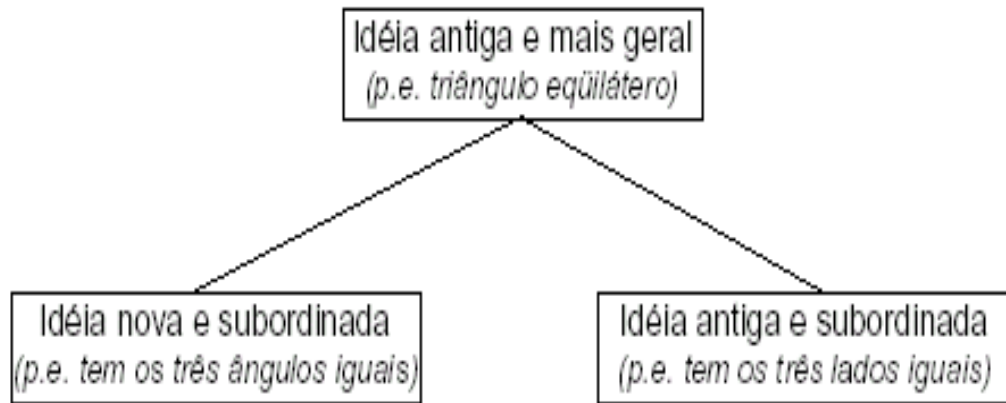 Idéia antiga e mais geral
(p.e. triângulo eqüilátero)
Idéia nova e subordinada
(p.e. tem os três ângulos iguais)
Idéia antiga e subordinada
(p.e. tem os três lados iguais)